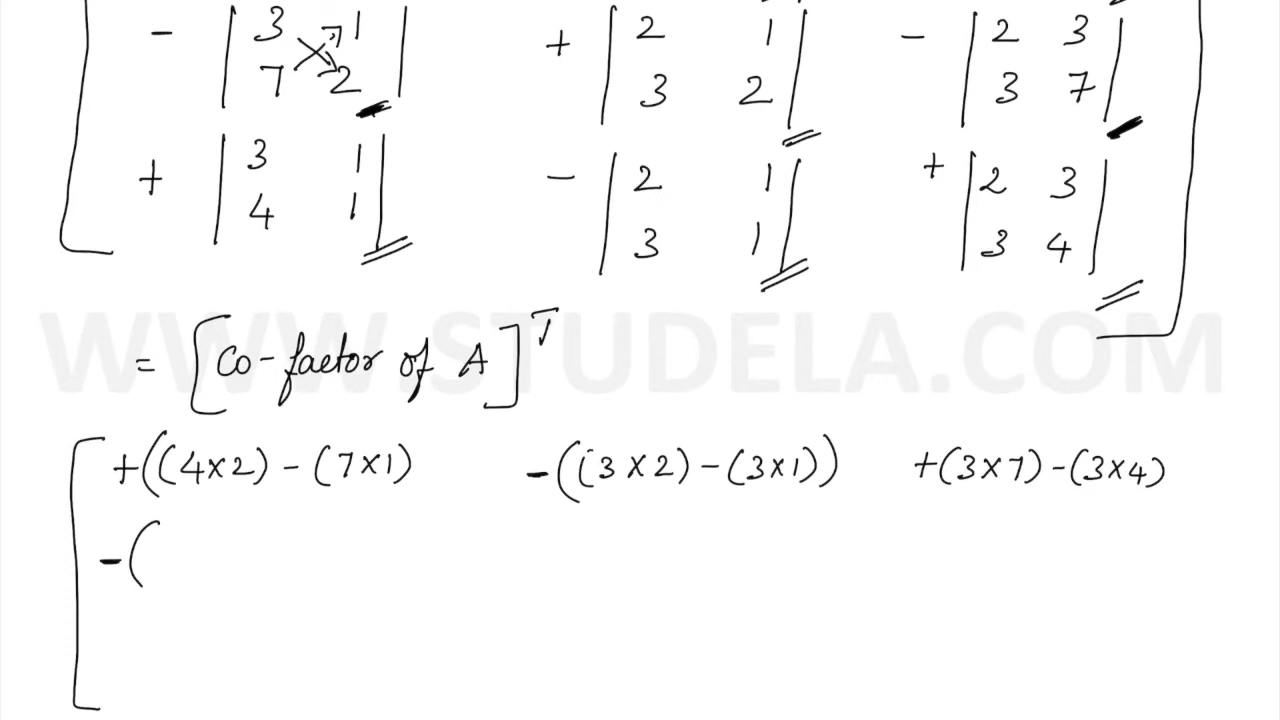 - | 3 1 | + | 2 1 | - | 2 3 |
| 7 2 | | 3 2 | | 3 7 |
+ | 3 1 | - | 2 1 | + | 2 3 |
| 4 1 | | 3 1 | | 3 4 |
WWW.STUDELA.COM
= [Co-factor of A]ᵀ
+((4×2) - (7×1) -((3×2) - (3×1)) +(3×7) - (3×4)
-(